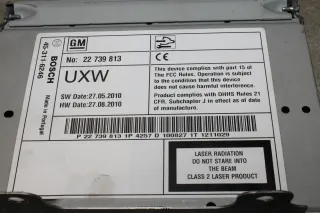 BOSCH
Made in Portugal
GM
No: 22 739 813
UXW
SW Date:27.05.2010
HW Date:27.08.2010
This device complies with part 15 of
The FCC Rules. Operation is subject
to the condition that this device
does not cause harmful interference.
Product complies with DHHS Rules 21
CFR, Subchapter J in effect as of
date of manufacture.
P 22 739 813 1P 4257 D 100827 1T 1211029
LASER RADIATION
DO NOT STARE INTO
THE BEAM
CLASS 2 LASER PRODUCT